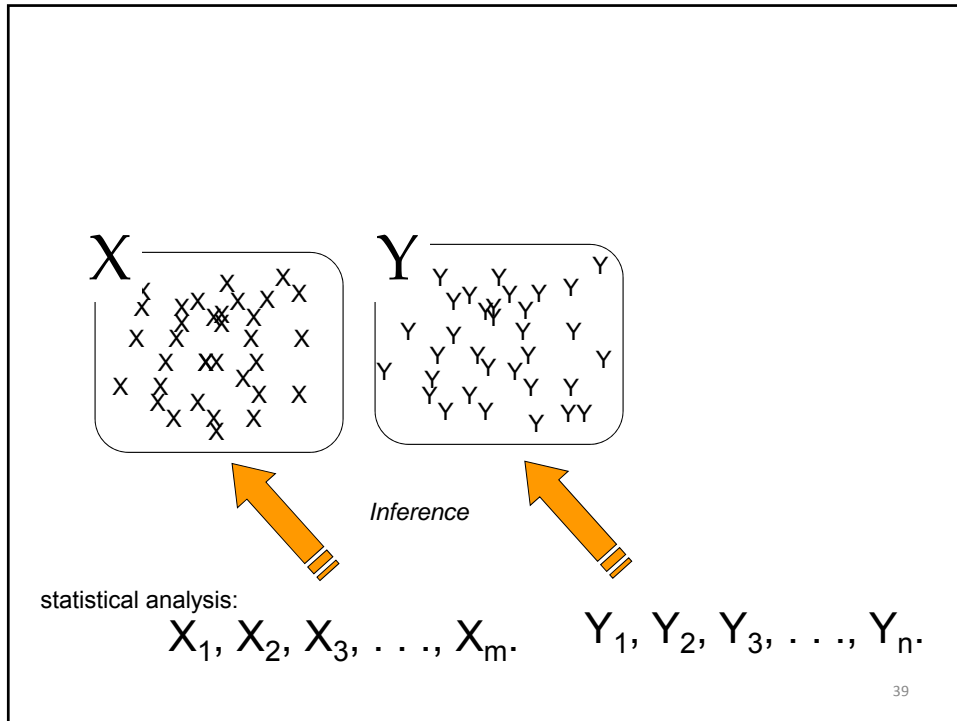 X Y
X X X X X X X X X X X X X X X X X X X X X X X X X X X X X X X X X X
Y Y Y Y Y Y Y Y Y Y Y Y Y Y Y Y Y Y Y Y Y Y Y Y Y Y Y Y Y Y Y Y Y Y
Inference
statistical analysis:
X₁, X₂, X₃, . . ., Xₘ. Y₁, Y₂, Y₃, . . ., Yₙ.
39